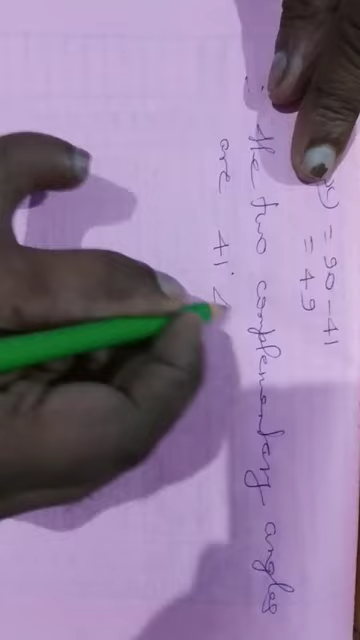 y) = 90 - 41
= 49
∴ the two complementary angles
are 41°